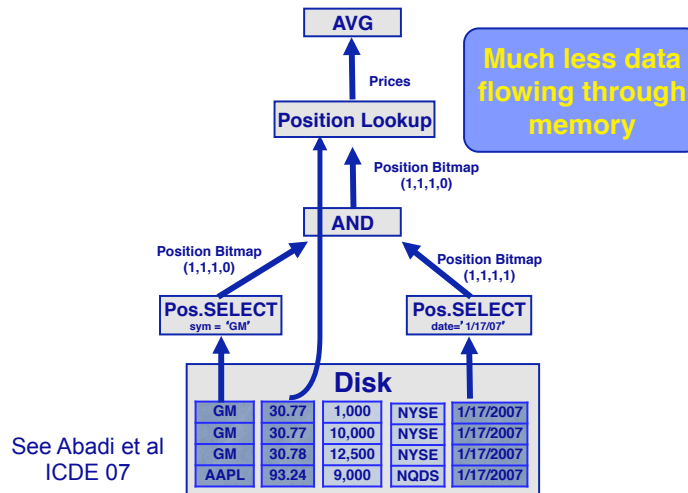 AVG
Much less data
flowing through
memory
Prices
Position Lookup
Position Bitmap
(1,1,1,0)
AND
Position Bitmap
(1,1,1,0)
Position Bitmap
(1,1,1,1)
Pos.SELECT
sym = ‘GM’
Pos.SELECT
date=’1/17/07’
Disk
GM 30.77 1,000 NYSE 1/17/2007
GM 30.77 10,000 NYSE 1/17/2007
GM 30.78 12,500 NYSE 1/17/2007
AAPL 93.24 9,000 NQDS 1/17/2007
See Abadi et al
ICDE 07